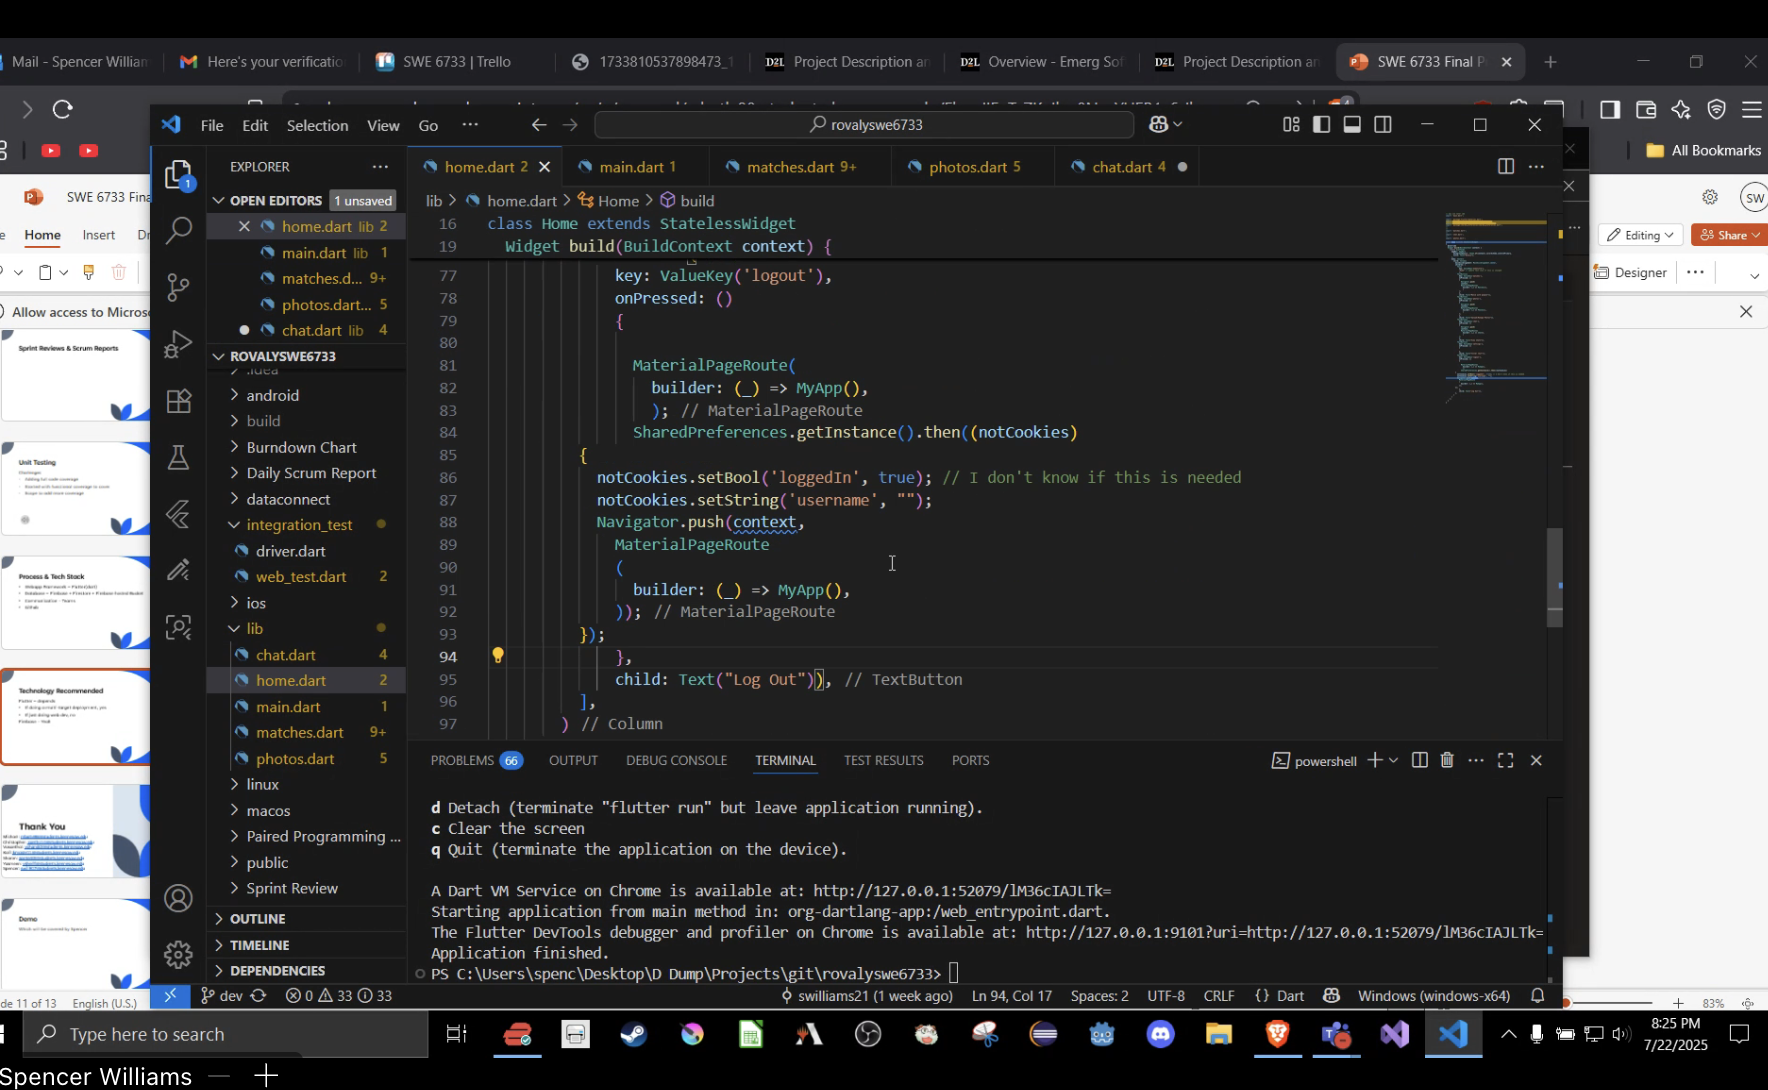 Mail - Spencer William
Here's your verificatio
SWE 6733 | Trello
1733810537898473_1
D2L Project Description an
D2L Overview - Emerg Sof
D2L Project Description an
SWE 6733 Final P
All Bookmarks
File Edit Selection View Go
rovalyswe6733
SWE 6733 Fina
SW
Home Insert Dr
Editing
Share
Designer
Allow access to Micros
Sprint Reviews & Scrum Reports
Unit Testing
Process & Tech Stack
Technology Recommended
Thank You
Demo
de 11 of 13 English (U.S.)
83%
EXPLORER
OPEN EDITORS 1 unsaved
home.dart lib 2
main.dart lib 1
matches.d... 9+
photos.dart... 5
chat.dart lib 4
ROVALYSWE6733
.idea
android
build
Burndown Chart
Daily Scrum Report
dataconnect
integration_test
driver.dart
web_test.dart 2
ios
lib
chat.dart 4
home.dart 2
main.dart 1
matches.dart 9+
photos.dart 5
linux
macos
Paired Programming ...
public
Sprint Review
OUTLINE
TIMELINE
DEPENDENCIES
home.dart 2
main.dart 1
matches.dart 9+
photos.dart 5
chat.dart 4
lib > home.dart > Home > build
16 class Home extends StatelessWidget
19 Widget build(BuildContext context) {
77 key: ValueKey('logout'),
78 onPressed: ()
79 {
80
81 MaterialPageRoute(
82 builder: (_) => MyApp(),
83 ); // MaterialPageRoute
84 SharedPreferences.getInstance().then((notCookies)
85 {
86 notCookies.setBool('loggedIn', true); // I don't know if this is needed
87 notCookies.setString('username', "");
88 Navigator.push(context,
89 MaterialPageRoute
90 (
91 builder: (_) => MyApp(),
92 )); // MaterialPageRoute
93 });
94 },
95 child: Text("Log Out")), // TextButton
96 ],
97 ) // Column
PROBLEMS 66 OUTPUT DEBUG CONSOLE TERMINAL TEST RESULTS PORTS
powershell
d Detach (terminate "flutter run" but leave application running).
c Clear the screen
q Quit (terminate the application on the device).
A Dart VM Service on Chrome is available at: http://127.0.0.1:52079/lM36cIAJLTk=
Starting application from main method in: org-dartlang-app:/web_entrypoint.dart.
The Flutter DevTools debugger and profiler on Chrome is available at: http://127.0.0.1:9101?uri=http://127.0.0.1:52079/lM36cIAJLTk=
Application finished.
PS C:\Users\spenc\Desktop\D Dump\Projects\git\rovalyswe6733>
dev 0 33 33
swilliams21 (1 week ago) Ln 94, Col 17 Spaces: 2 UTF-8 CRLF {} Dart Windows (windows-x64)
Type here to search
8:25 PM
7/22/2025
Spencer Williams